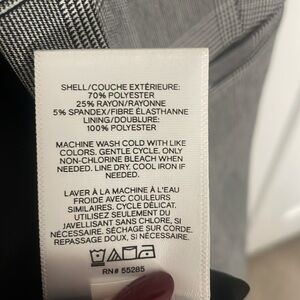 SHELL/COUCHE EXTÉRIEURE:
70% POLYESTER
25% RAYON/RAYONNE
5% SPANDEX/FIBRE ÉLASTHANNE
LINING/DOUBLURE:
100% POLYESTER
MACHINE WASH COLD WITH LIKE
COLORS. GENTLE CYCLE. ONLY
NON-CHLORINE BLEACH WHEN
NEEDED. LINE DRY. COOL IRON IF
NEEDED.
LAVER À LA MACHINE À L'EAU
FROIDE AVEC COULEURS
SIMILAIRES. CYCLE DÉLICAT.
UTILISEZ SEULEMENT DU
JAVELLISANT SANS CHLORE, SI
NÉCESSAIRE. SÉCHAGE SUR CORDE.
REPASSAGE DOUX, SI NÉCESSAIRE.
RN# 55285